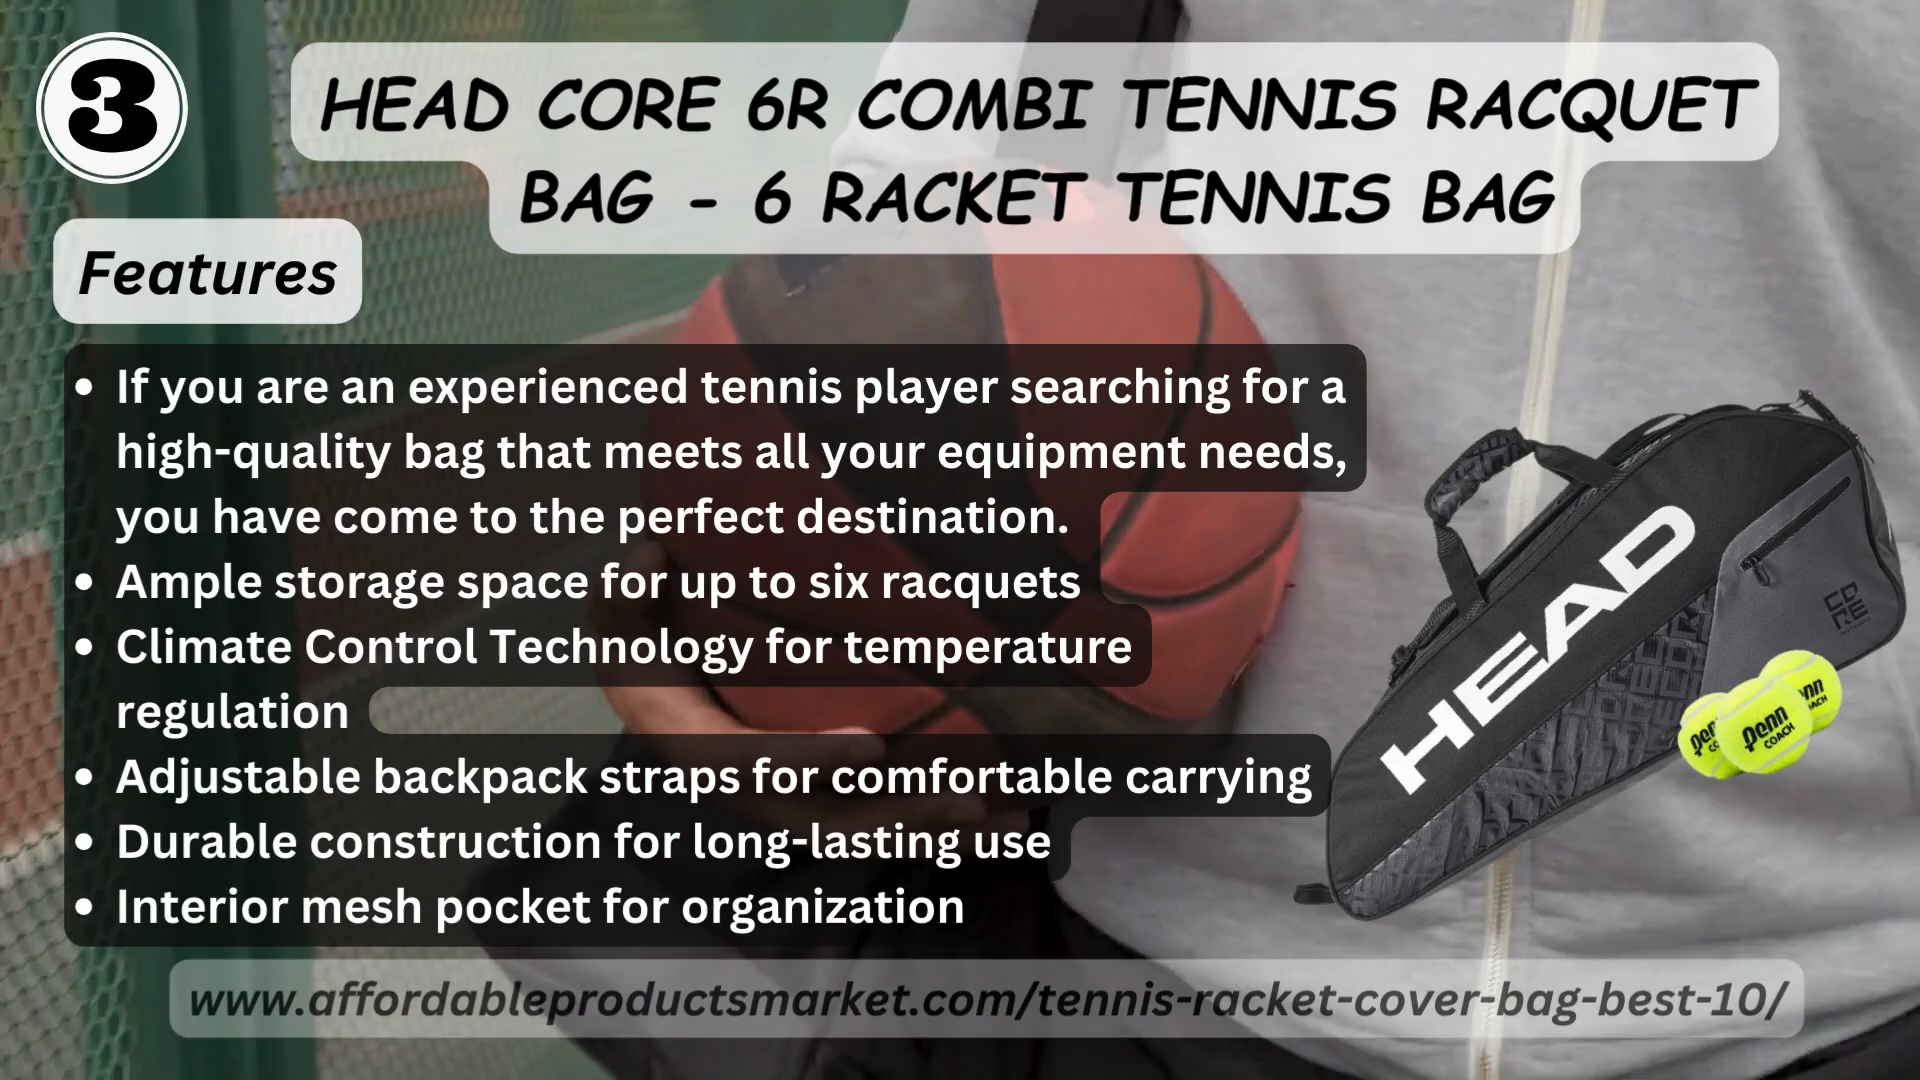 3
HEAD CORE 6R COMBI TENNIS RACQUET
BAG - 6 RACKET TENNIS BAG
Features
• If you are an experienced tennis player searching for a
high-quality bag that meets all your equipment needs,
you have come to the perfect destination.
• Ample storage space for up to six racquets
• Climate Control Technology for temperature
regulation
• Adjustable backpack straps for comfortable carrying
• Durable construction for long-lasting use
• Interior mesh pocket for organization
HEAD
CO
RE
Penn
COACH
www.affordableproductsmarket.com/tennis-racket-cover-bag-best-10/